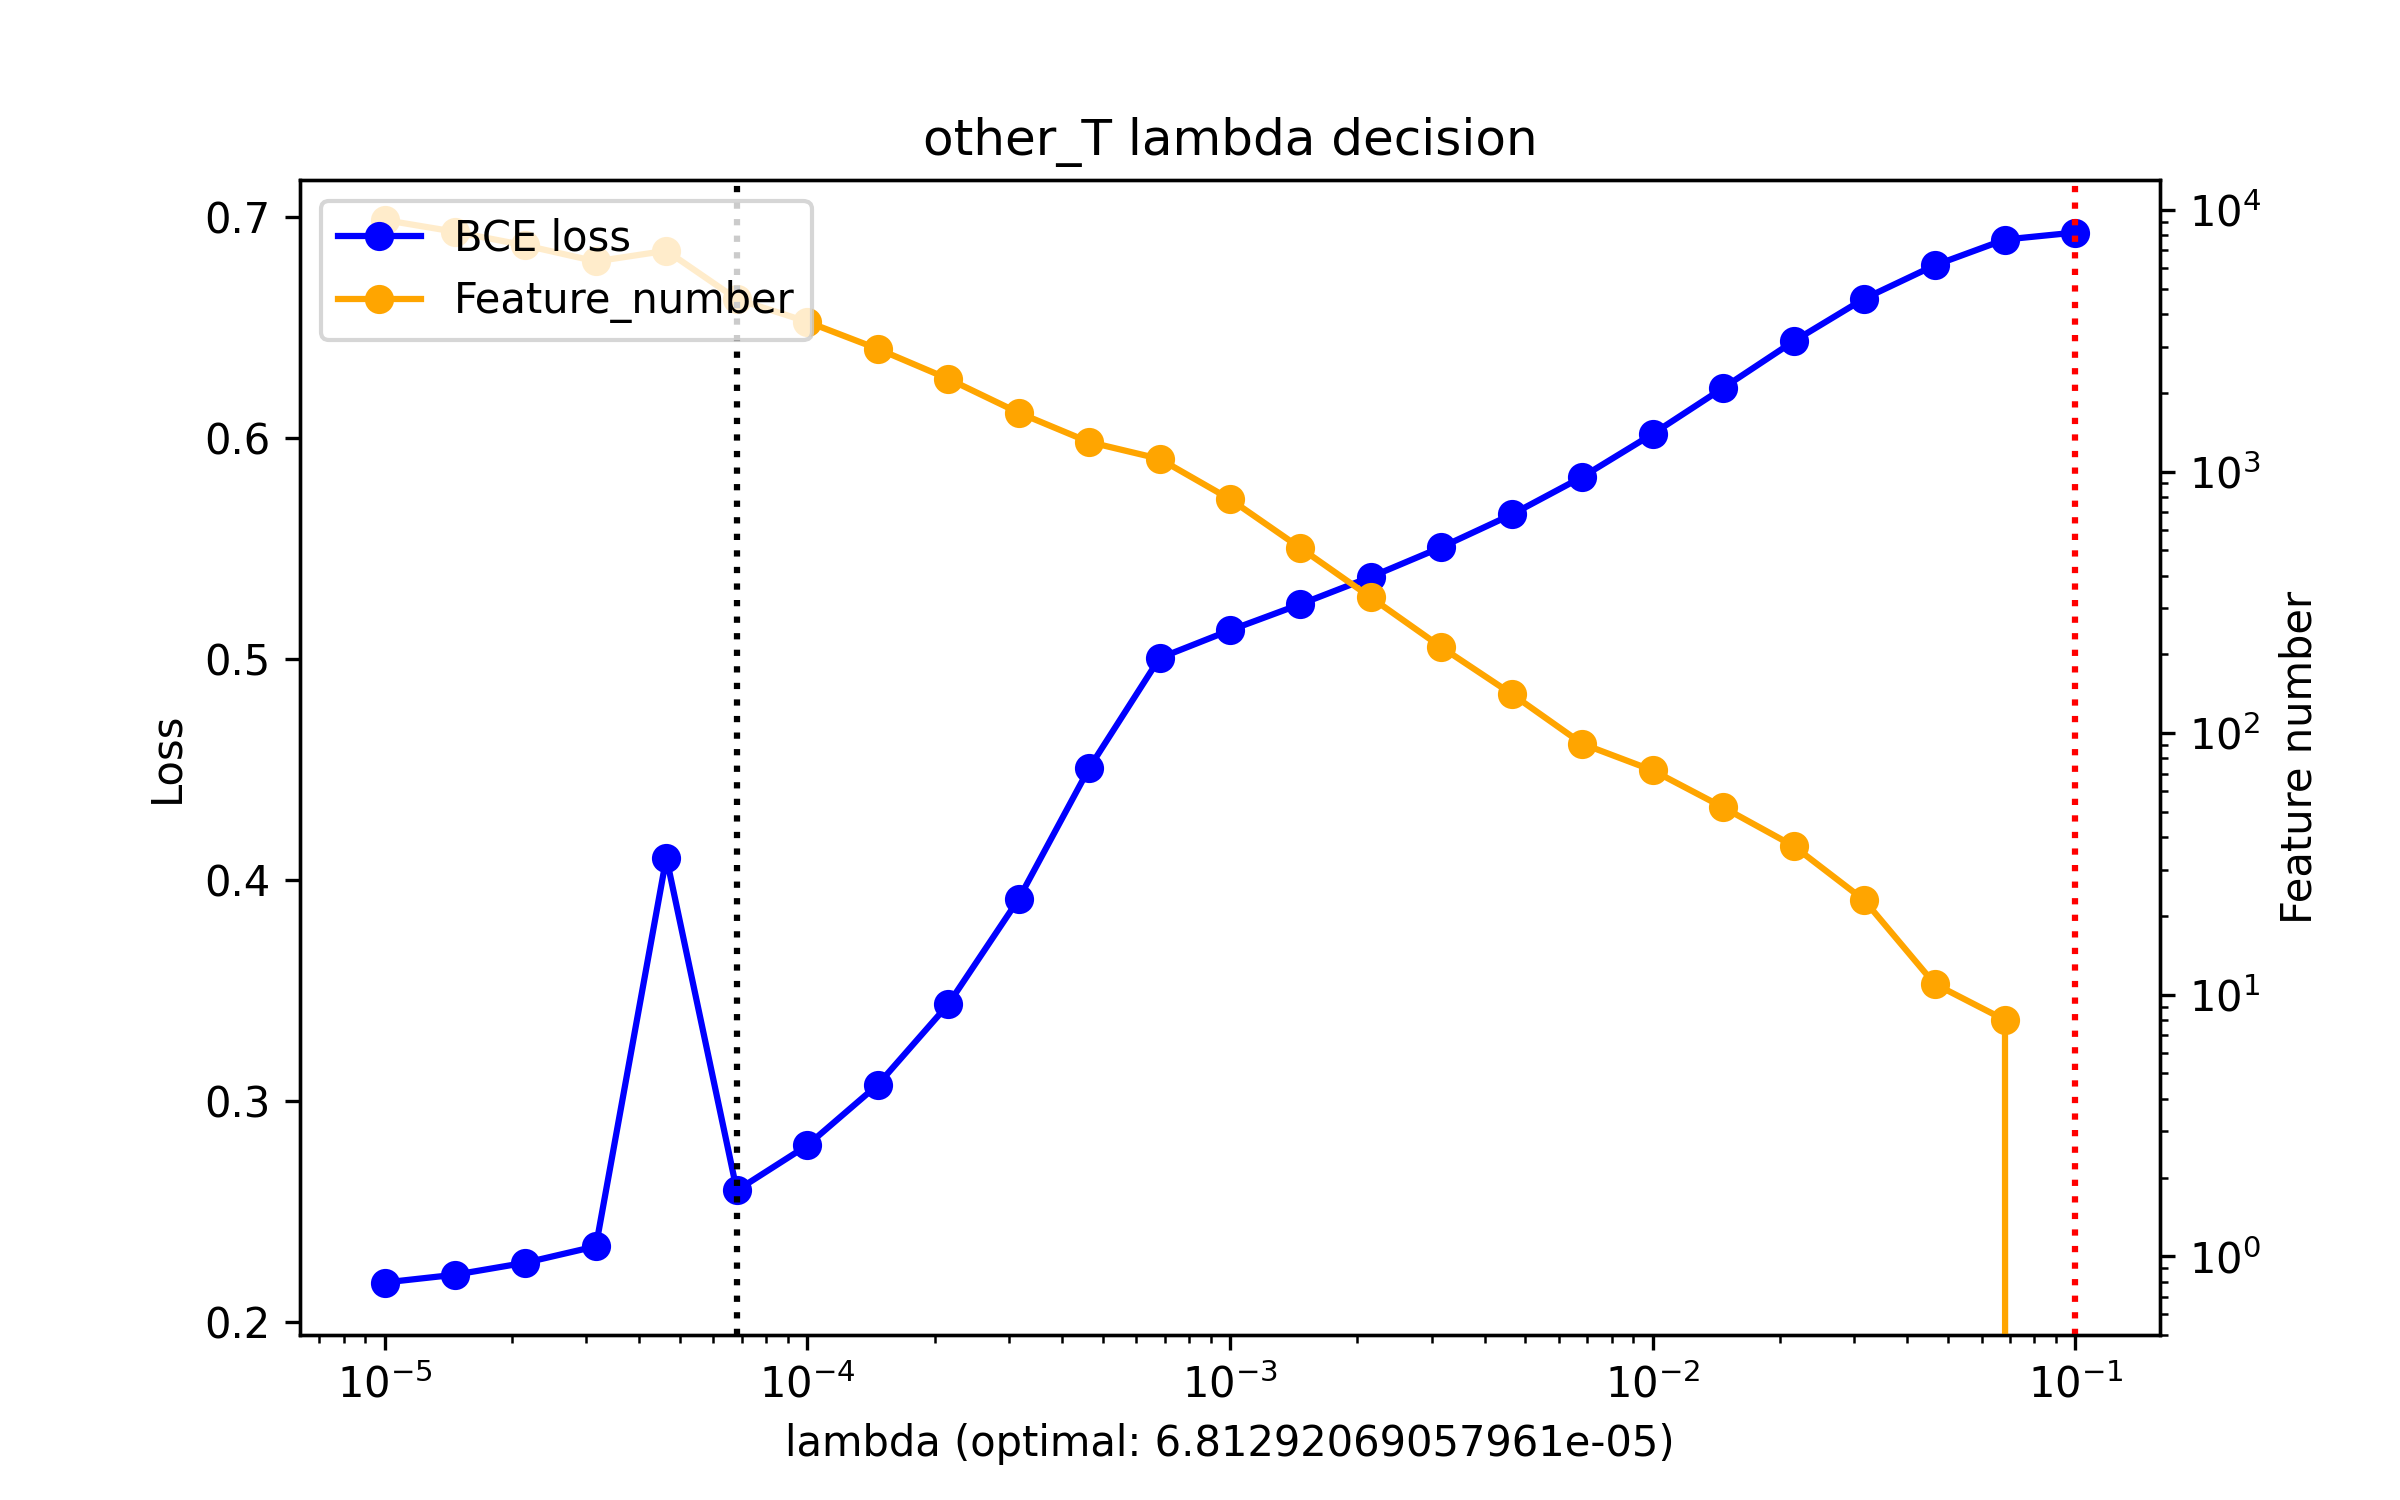 other_T lambda decision
BCE loss
Feature_number
0.7
0.6
0.5
0.4
0.3
0.2
Loss
10⁴
10³
10²
10¹
10⁰
Feature number
10⁻⁵
10⁻⁴
10⁻³
10⁻²
10⁻¹
lambda (optimal: 6.81292069057961e-05)